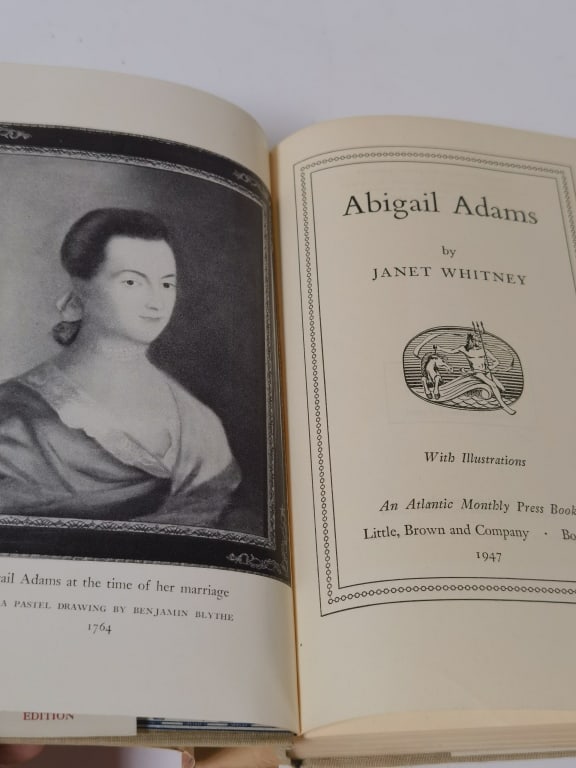 ail Adams at the time of her marriage
A PASTEL DRAWING BY BENJAMIN BLYTHE
1764
EDITION
Abigail Adams
by
JANET WHITNEY
With Illustrations
An Atlantic Monthly Press Book
Little, Brown and Company · Bo
1947